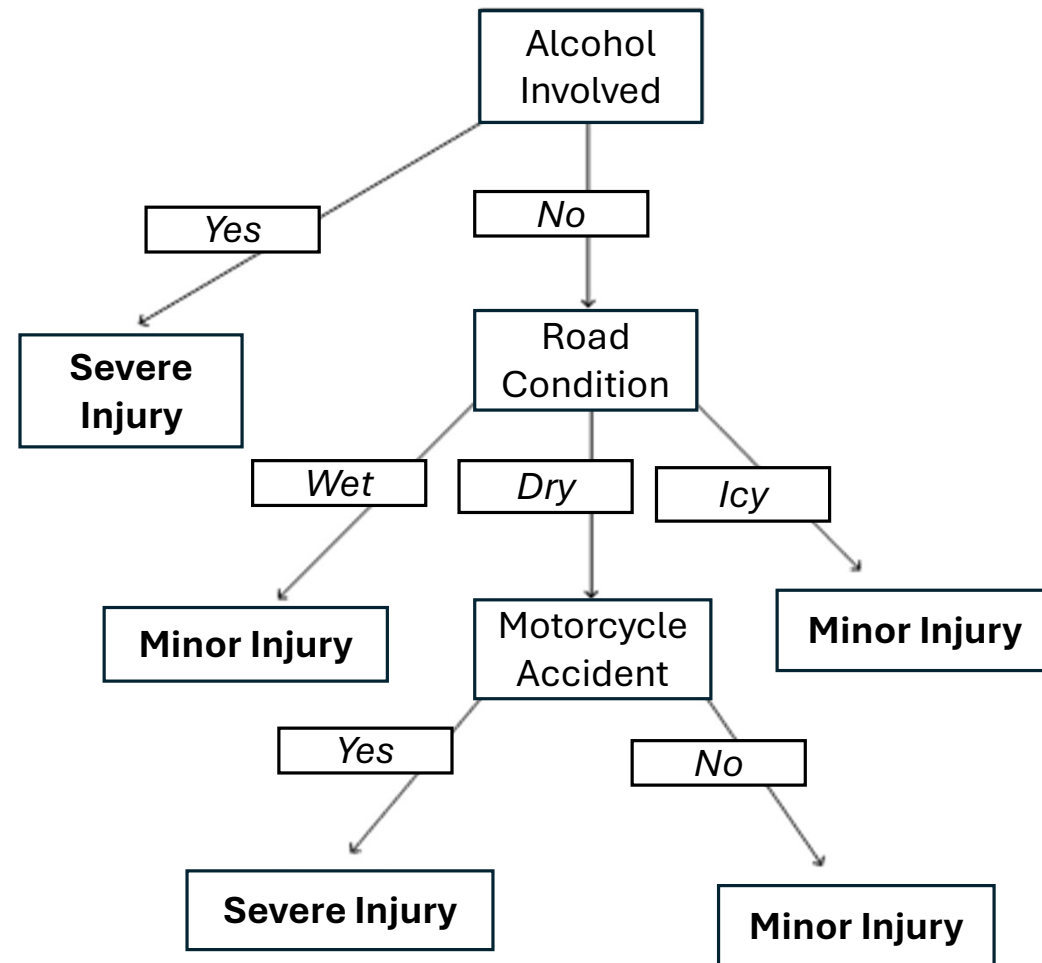 Alcohol
Involved
Yes
No
Severe
Injury
Road
Condition
Wet
Dry
Icy
Minor Injury
Motorcycle
Accident
Minor Injury
Yes
No
Severe Injury
Minor Injury